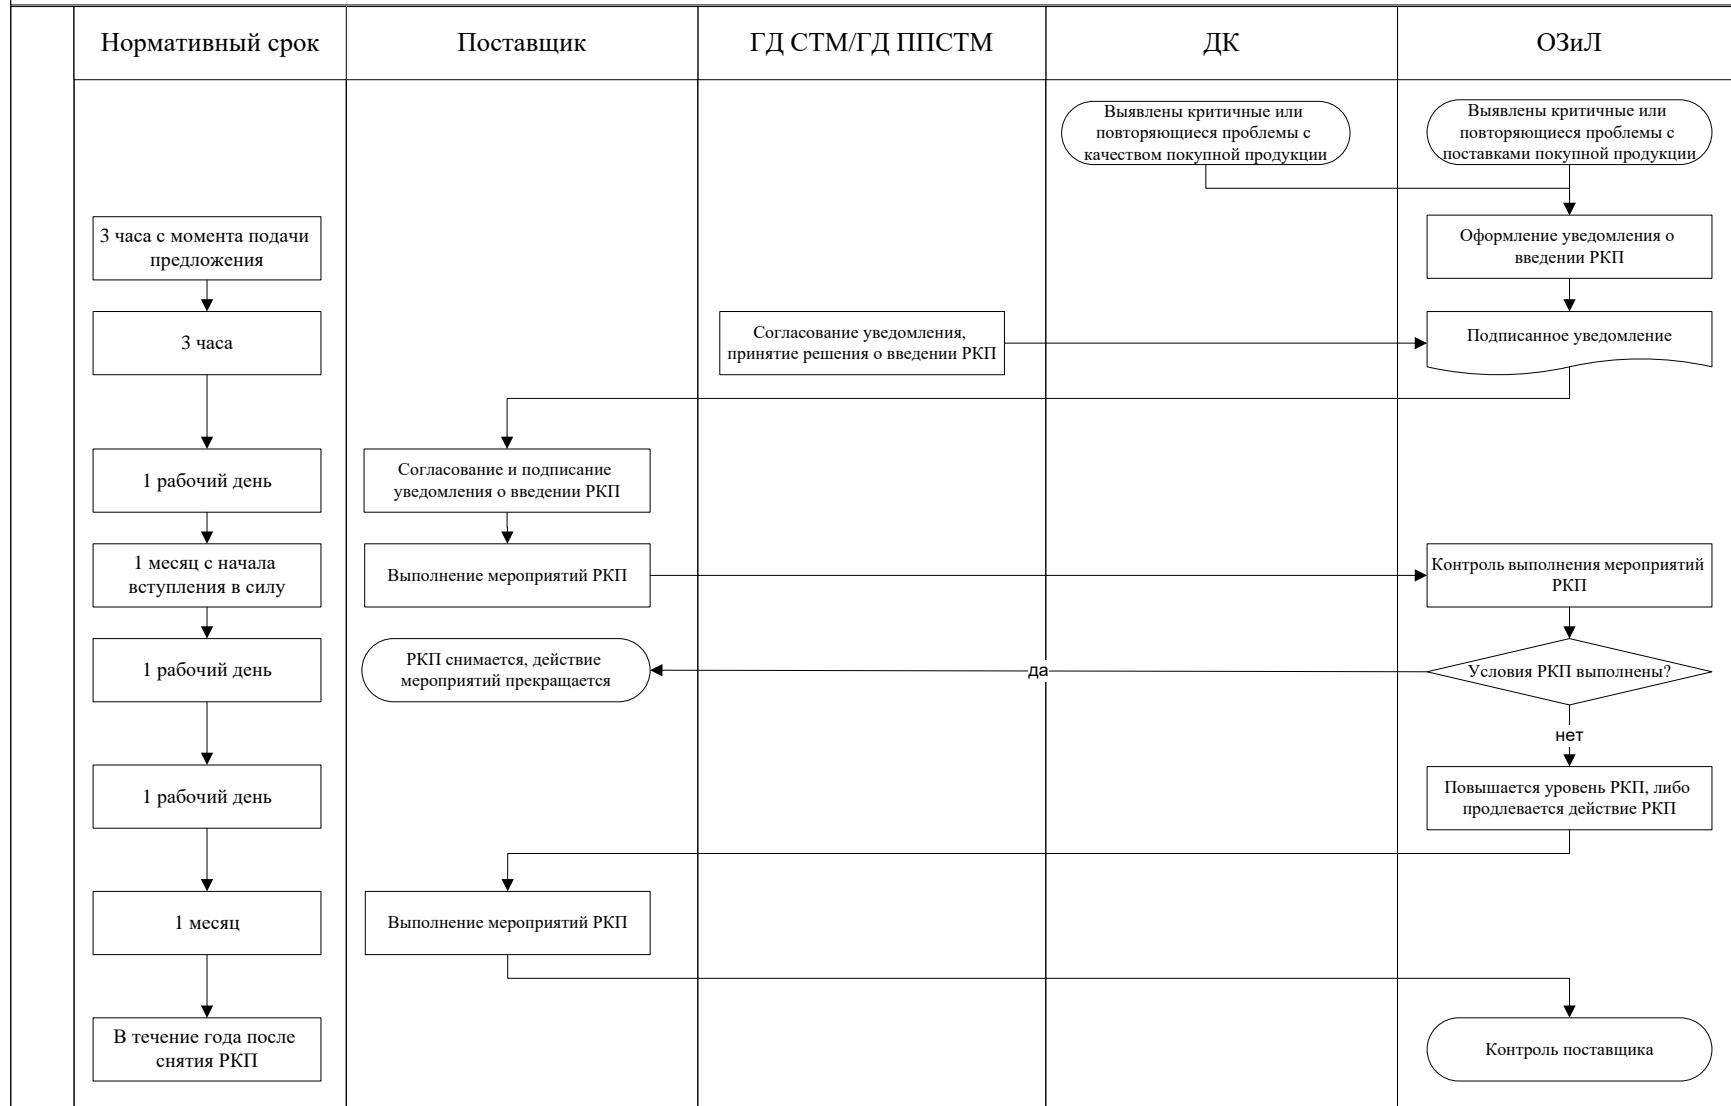 Нормативный срок
Поставщик
ГД СТМ/ГД ППСТМ
ДК
ОЗиЛ
Выявлены критичные или
повторяющиеся проблемы с
качеством покупной продукции
Выявлены критичные или
повторяющиеся проблемы с
поставками покупной продукции
3 часа с момента подачи
предложения
Оформление уведомления о
введении РКП
3 часа
Согласование уведомления,
принятие решения о введении РКП
Подписанное уведомление
1 рабочий день
Согласование и подписание
уведомления о введении РКП
1 месяц с начала
вступления в силу
Выполнение мероприятий РКП
Контроль выполнения мероприятий
РКП
1 рабочий день
РКП снимается, действие
мероприятий прекращается
да
Условия РКП выполнены?
нет
1 рабочий день
Повышается уровень РКП, либо
продлевается действие РКП
1 месяц
Выполнение мероприятий РКП
В течение года после
снятия РКП
Контроль поставщика